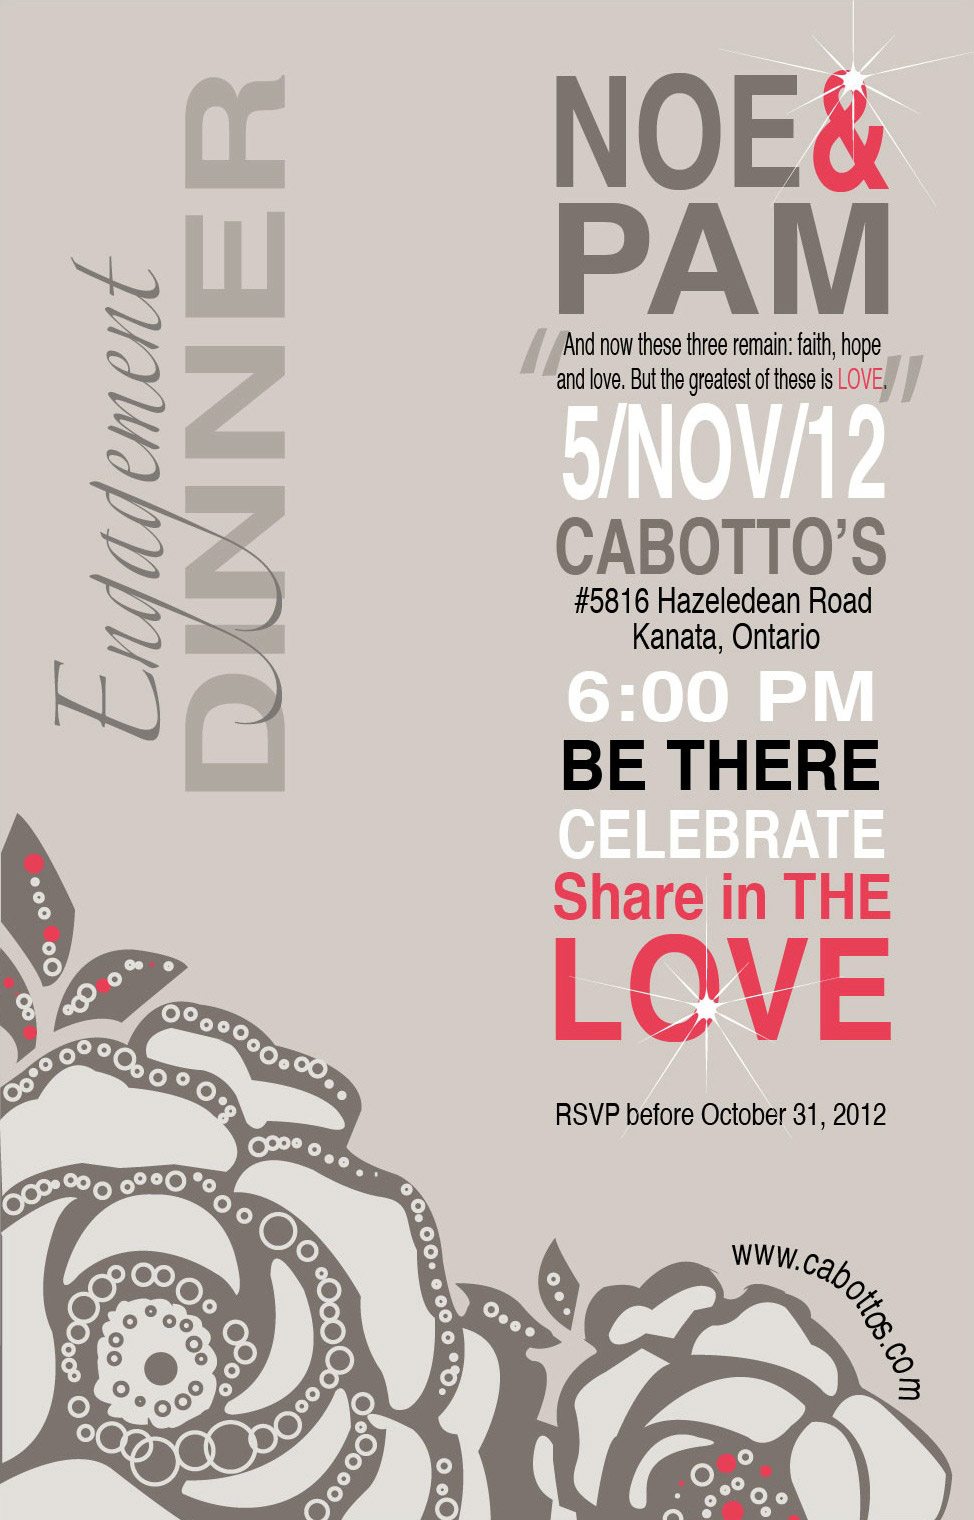 Engagement
DINNER
NOE&
PAM
“And now these three remain: faith, hope
and love. But the greatest of these is LOVE.”
5/NOV/12
CABOTTO’S
#5816 Hazeledean Road
Kanata, Ontario
6:00 PM
BE THERE
CELEBRATE
Share in THE
LOVE
RSVP before October 31, 2012
www.cabottos.com